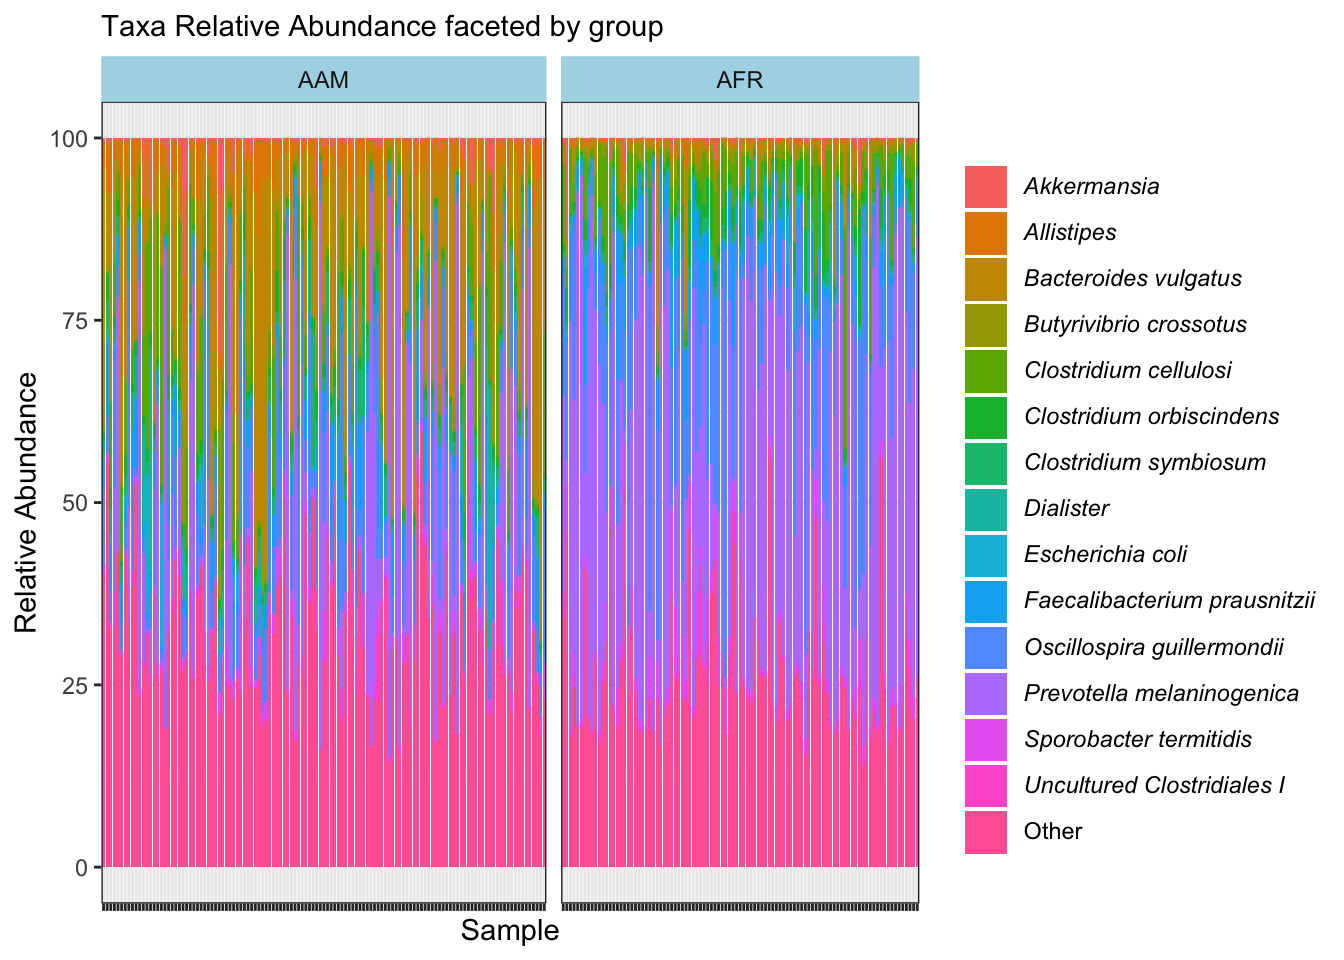 Taxa Relative Abundance faceted by group
AAM
AFR
100
75
50
25
0
Relative Abundance
Sample
Akkermansia
Allistipes
Bacteroides vulgatus
Butyrivibrio crossotus
Clostridium cellulosi
Clostridium orbiscindens
Clostridium symbiosum
Dialister
Escherichia coli
Faecalibacterium prausnitzii
Oscillospira guillermondii
Prevotella melaninogenica
Sporobacter termitidis
Uncultured Clostridiales I
Other